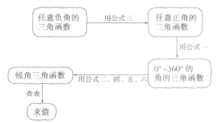 任意负角的
三角函数
用公式三
任意正角的
三角函数
用公式一
0°~360°的
角的三角函数
用公式二、四、五、六
锐角三角函数
查表
求值